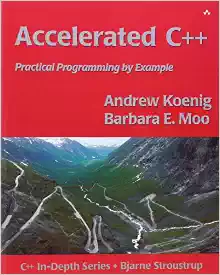 Accelerated C++
Practical Programming by Example
Andrew Koenig
Barbara E. Moo
C++ In-Depth Series • Bjarne Stroustrup